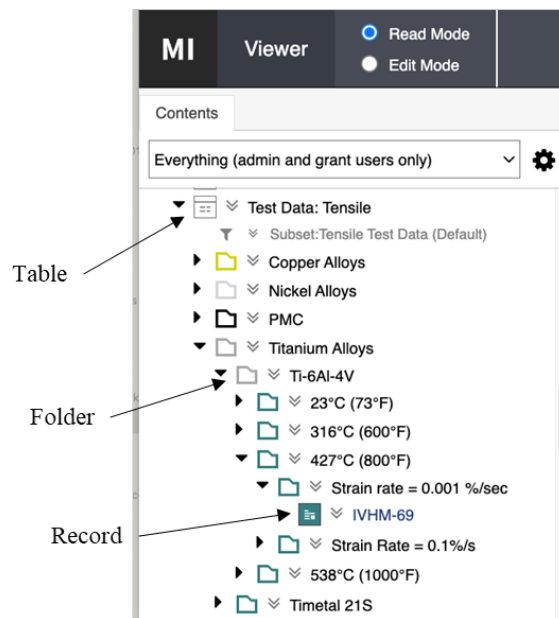 MI Viewer Read Mode
Edit Mode
Contents
Everything (admin and grant users only)
Test Data: Tensile
Subset:Tensile Test Data (Default)
Table
Copper Alloys
Nickel Alloys
PMC
Titanium Alloys
Ti-6Al-4V
Folder
23°C (73°F)
316°C (600°F)
427°C (800°F)
Strain rate = 0.001 %/sec
IVHM-69
Record
Strain Rate = 0.1%/s
538°C (1000°F)
Timetal 21S